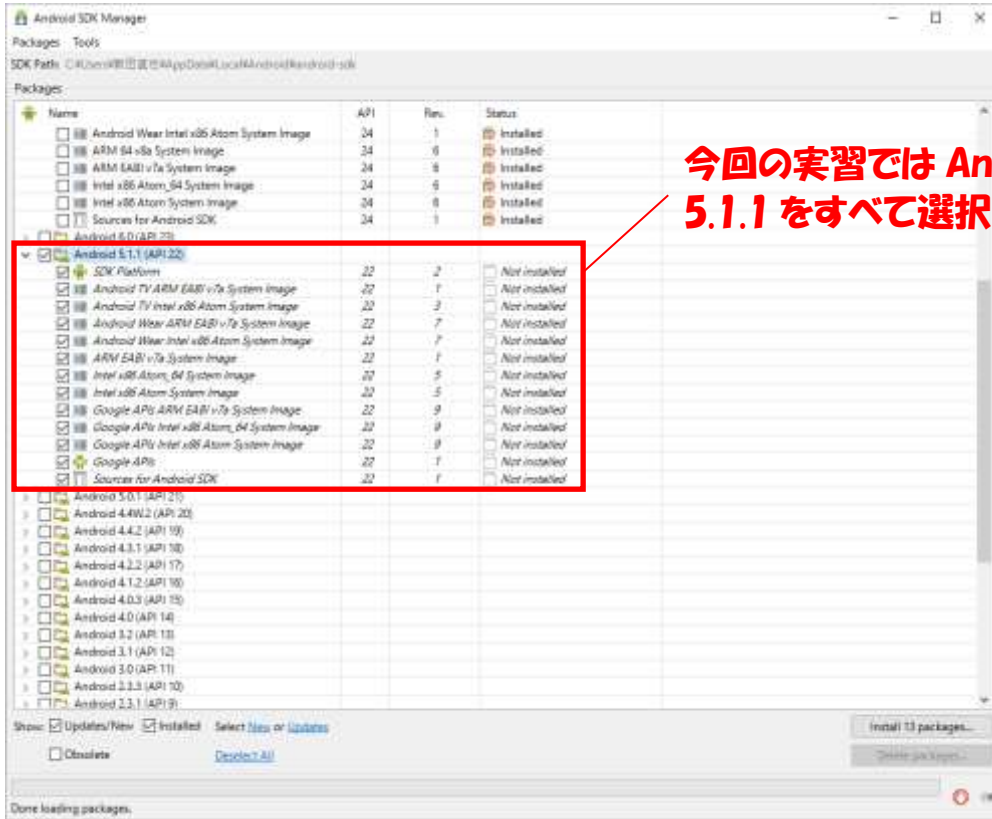 Android SDK Manager
Packages Tools
SDK Path:
Packages
Name API Rev. Status
Android Wear Intel x86 Atom System Image 24 1 Installed
ARM 64 v8a System Image 24 6 Installed
ARM EABI v7a System Image 24 6 Installed
Intel x86 Atom_64 System Image 24 6 Installed
Intel x86 Atom System Image 24 6 Installed
Sources for Android SDK 24 1 Installed
Android 6.0 (API 23)
Android 5.1.1 (API 22)
SDK Platform 22 2 Not installed
Android TV ARM EABI v7a System Image 22 1 Not installed
Android TV Intel x86 Atom System Image 22 3 Not installed
Android Wear ARM EABI v7a System Image 22 7 Not installed
Android Wear Intel x86 Atom System Image 22 7 Not installed
ARM EABI v7a System Image 22 1 Not installed
Intel x86 Atom_64 System Image 22 5 Not installed
Intel x86 Atom System Image 22 5 Not installed
Google APIs ARM EABI v7a System Image 22 9 Not installed
Google APIs Intel x86 Atom_64 System Image 22 9 Not installed
Google APIs Intel x86 Atom System Image 22 9 Not installed
Google APIs 22 1 Not installed
Sources for Android SDK 22 1 Not installed
今回の実習では An
5.1.1 をすべて選択
Android 5.0.1 (API 21)
Android 4.4W.2 (API 20)
Android 4.4.2 (API 19)
Android 4.3.1 (API 18)
Android 4.2.2 (API 17)
Android 4.1.2 (API 16)
Android 4.0.3 (API 15)
Android 4.0 (API 14)
Android 3.2 (API 13)
Android 3.1 (API 12)
Android 3.0 (API 11)
Android 2.3.3 (API 10)
Android 2.3.1 (API 9)
Show: Updates/New Installed Select New or Updates Install 13 packages...
Obsolete Deselect All Delete packages...
Done loading packages.